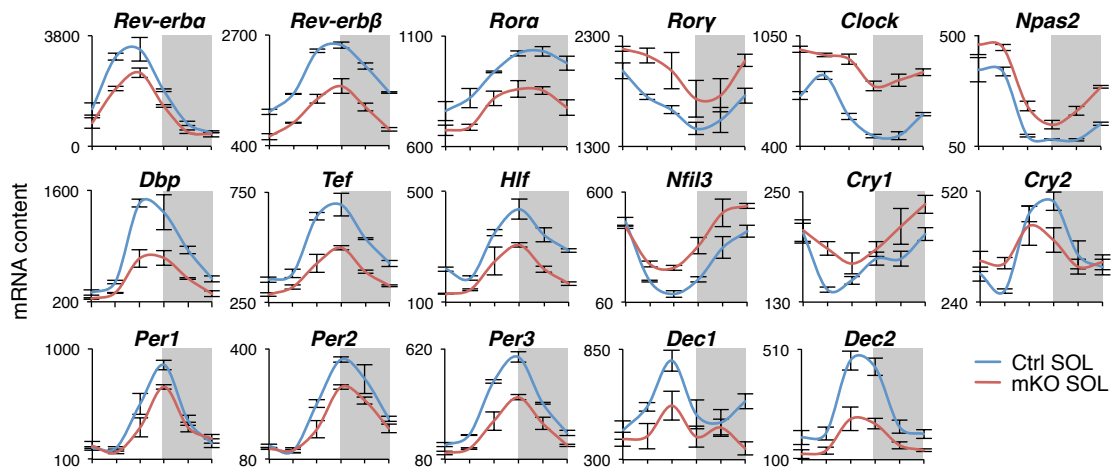 Rev-erbα Rev-erbβ Rorα Rorγ Clock Npas2
3800 2700 1100 2300 1050 500
0 400 600 1300 400 50
mRNA content
Dbp Tef Hlf Nfil3 Cry1 Cry2
1600 750 500 600 250 520
200 250 100 60 130 240
Per1 Per2 Per3 Dec1 Dec2
1000 400 620 850 510
Ctrl SOL
mKO SOL
100 80 80 300 100